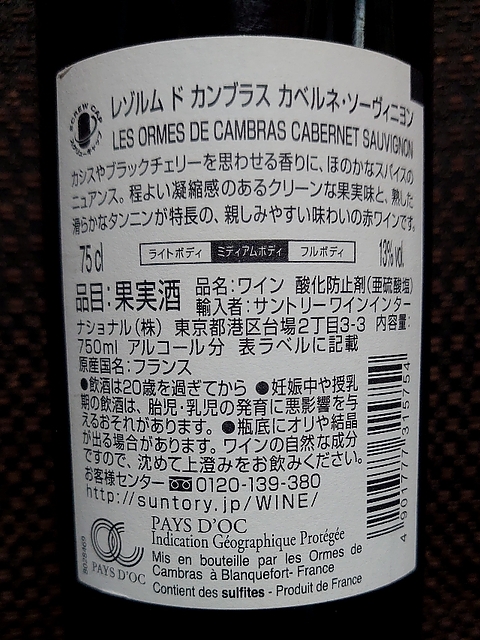 SCREW CAP
レゾルム ド カンブラス カベルネ・ソーヴィニヨン
LES ORMES DE CAMBRAS CABERNET SAUVIGNON
カシスやブラックチェリーを思わせる香りに、ほのかなスパイスの
ニュアンス。程よい凝縮感のあるクリーンな果実味と、熟した
滑らかなタンニンが特長の、親しみやすい味わいの赤ワインです。
75 cl ライトボディ ミディアムボディ フルボディ 13% vol.
品目:果実酒 品名:ワイン 酸化防止剤(亜硫酸塩)
輸入者:サントリーワインインター
ナショナル(株) 東京都港区台場2丁目3-3 内容量:
750ml アルコール分 表ラベルに記載
原産国名:フランス
●飲酒は20歳を過ぎてから ●妊娠中や授乳
期の飲酒は、胎児・乳児の発育に悪影響を与
えるおそれがあります。 ●瓶底にオリや結晶
が出る場合があります。ワインの自然な成分
ですので、沈めて上澄みをお飲みください。
お客様センター 0120-139-380
http://suntory.jp/WINE/
4 901777 315754
PAYS D'OC
PAYS D'OC
Indication Géographique Protégée
Mis en bouteille par les Ormes de
Cambras à Blanquefort- France
Contient des sulfites - Produit de France